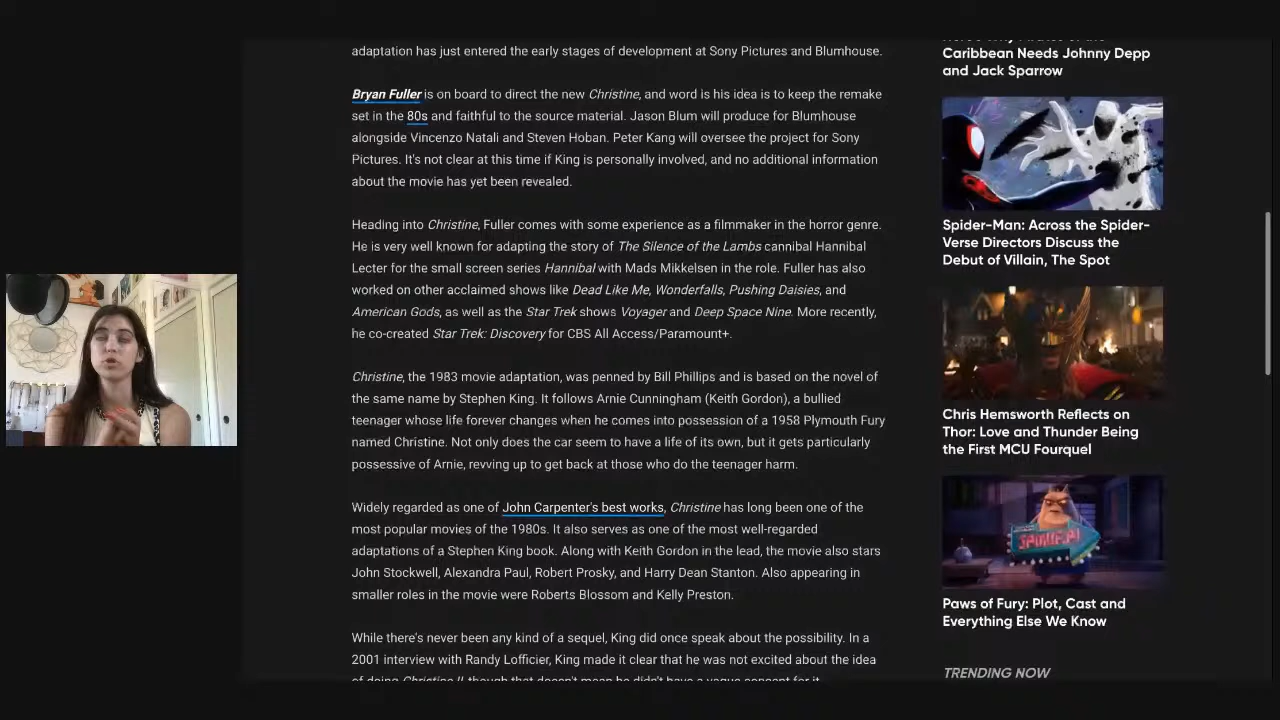 adaptation has just entered the early stages of development at Sony Pictures and Blumhouse.
Bryan Fuller is on board to direct the new Christine, and word is his idea is to keep the remake
set in the 80s and faithful to the source material. Jason Blum will produce for Blumhouse
alongside Vincenzo Natali and Steven Hoban. Peter Kang will oversee the project for Sony
Pictures. It's not clear at this time if King is personally involved, and no additional information
about the movie has yet been revealed.
Heading into Christine, Fuller comes with some experience as a filmmaker in the horror genre.
He is very well known for adapting the story of The Silence of the Lambs cannibal Hannibal
Lecter for the small screen series Hannibal with Mads Mikkelsen in the role. Fuller has also
worked on other acclaimed shows like Dead Like Me, Wonderfalls, Pushing Daisies, and
American Gods, as well as the Star Trek shows Voyager and Deep Space Nine. More recently,
he co-created Star Trek: Discovery for CBS All Access/Paramount+.
Christine, the 1983 movie adaptation, was penned by Bill Phillips and is based on the novel of
the same name by Stephen King. It follows Arnie Cunningham (Keith Gordon), a bullied
teenager whose life forever changes when he comes into possession of a 1958 Plymouth Fury
named Christine. Not only does the car seem to have a life of its own, but it gets particularly
possessive of Arnie, revving up to get back at those who do the teenager harm.
Widely regarded as one of John Carpenter's best works, Christine has long been one of the
most popular movies of the 1980s. It also serves as one of the most well-regarded
adaptations of a Stephen King book. Along with Keith Gordon in the lead, the movie also stars
John Stockwell, Alexandra Paul, Robert Prosky, and Harry Dean Stanton. Also appearing in
smaller roles in the movie were Roberts Blossom and Kelly Preston.
While there's never been any kind of a sequel, King did once speak about the possibility. In a
2001 interview with Randy Lofficier, King made it clear that he was not excited about the idea
of doing Christine II, though that doesn't mean he didn't have a vague concept for it.
Caribbean Needs Johnny Depp
and Jack Sparrow
Spider-Man: Across the Spider-
Verse Directors Discuss the
Debut of Villain, The Spot
Chris Hemsworth Reflects on
Thor: Love and Thunder Being
the First MCU Fourquel
Paws of Fury: Plot, Cast and
Everything Else We Know
TRENDING NOW